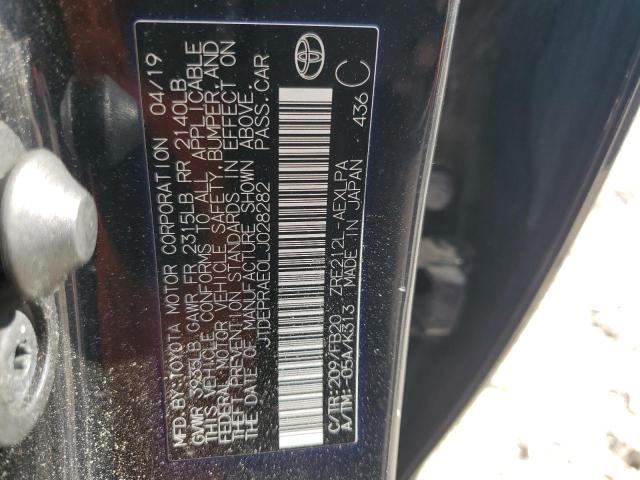 MFD.BY: TOYOTA MOTOR CORPORATION 04/19
GVWR 3935LB GAWR FR 2315LB RR 2140LB
THIS VEHICLE CONFORMS TO ALL APPLICABLE
FEDERAL MOTOR VEHICLE SAFETY, BUMPER, AND
THEFT PREVENTION STANDARDS IN EFFECT ON
THE DATE OF MANUFACTURE SHOWN ABOVE.
JTDEPRAE0LJ028282 PASS.CAR
C/TR: 209/FB20 ZRE212L-AEXLPA
A/TM: -05A/K313 MADE IN JAPAN 436 C